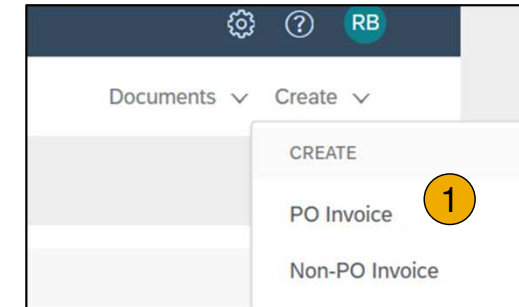 RB
Documents Create
CREATE
PO Invoice 1
Non-PO Invoice